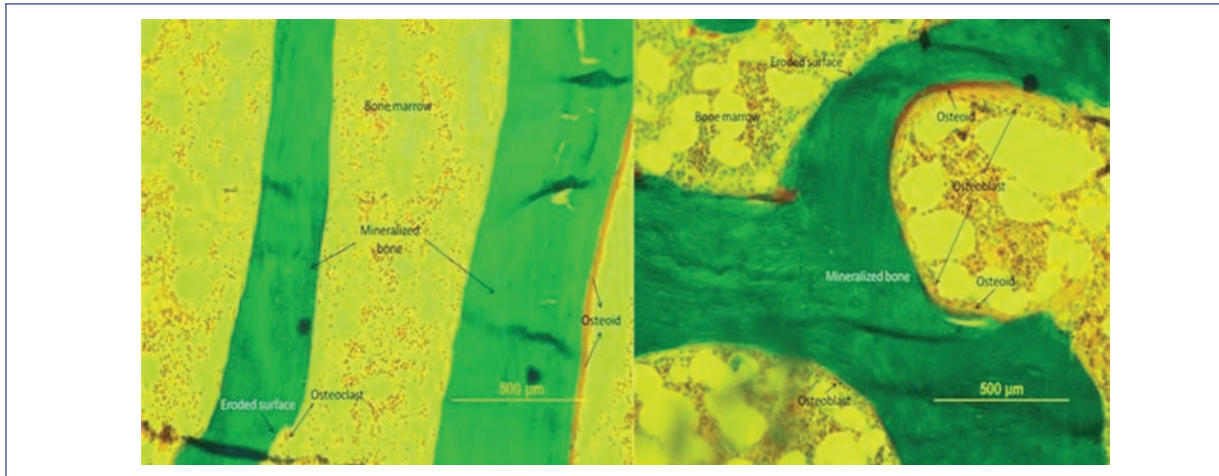 Bone marrow
Mineralized
bone
Osteoid
500 µm
Osteoclast
Eroded surface
Eroded surface
Bone marrow
Osteoid
Osteoblast
Mineralized bone
Osteoid
500 µm
Osteoblast